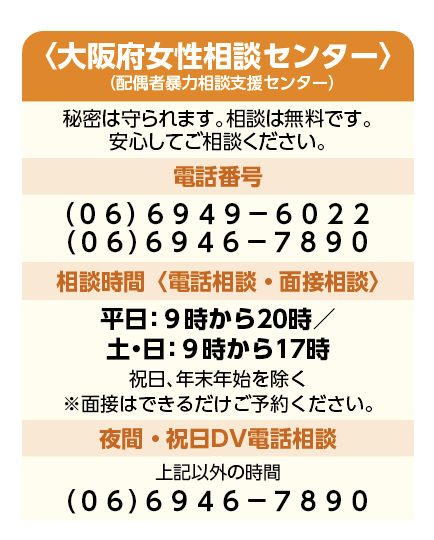 〈大阪府女性相談センター〉
（配偶者暴力相談支援センター）
秘密は守られます。相談は無料です。
安心してご相談ください。
電話番号
（０６）６９４９－６０２２
（０６）６９４６－７８９０
相談時間〈電話相談・面接相談〉
平日：９時から20時／
土・日：９時から17時
祝日、年末年始を除く
※面接はできるだけご予約ください。
夜間・祝日DV電話相談
上記以外の時間
（０６）６９４６－７８９０